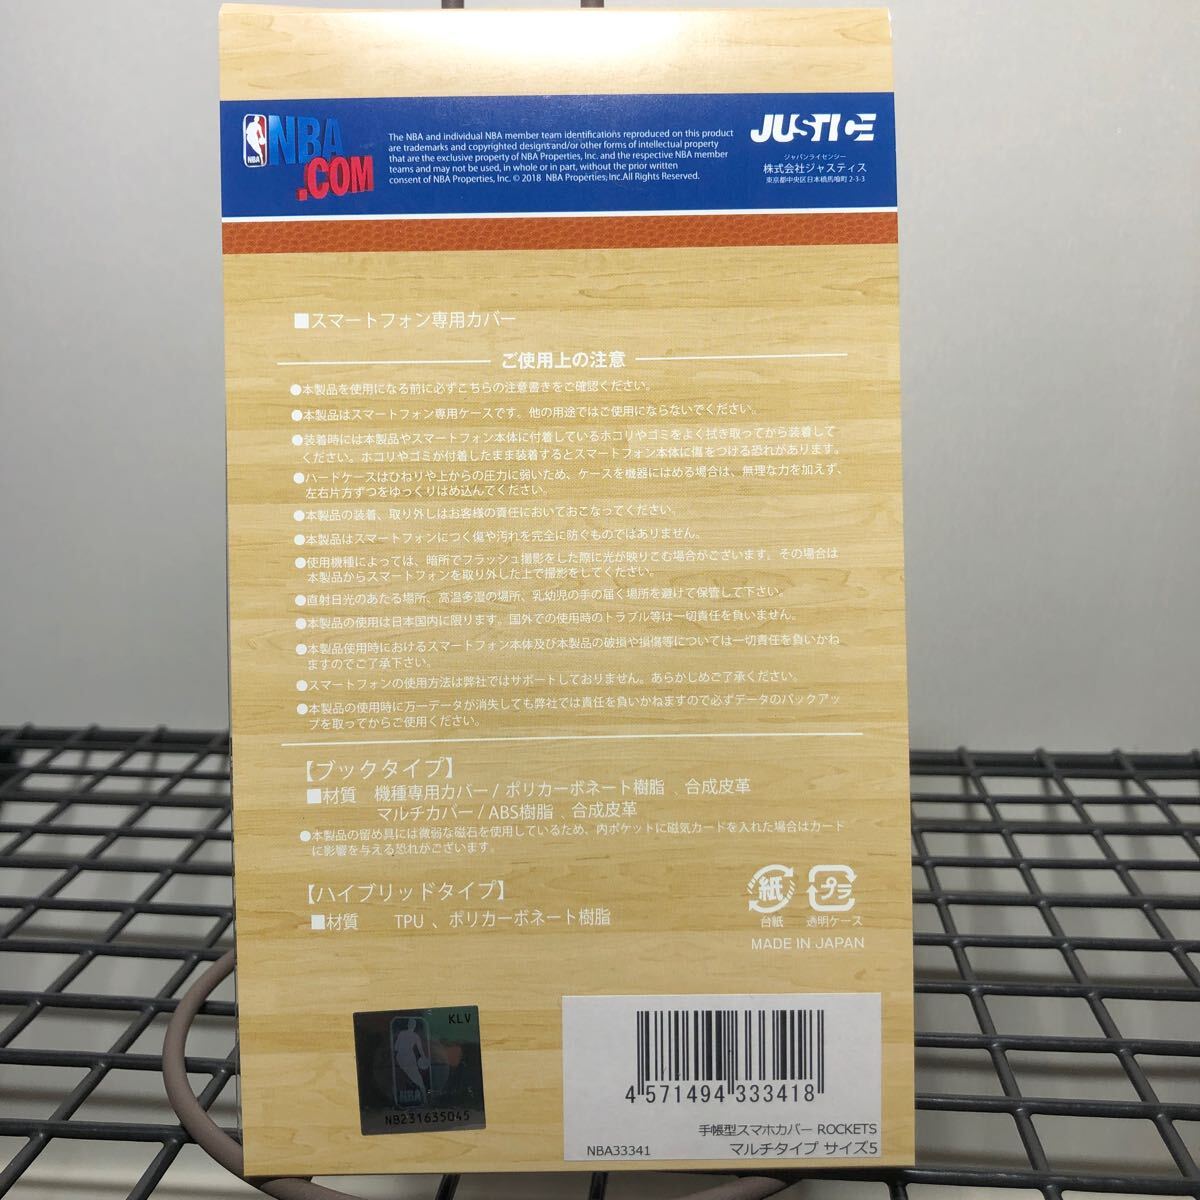 NBA
NBA
.COM
The NBA and individual NBA member team identifications reproduced on this product
are trademarks and copyrighted designs and/or other forms of intellectual property
that are the exclusive property of NBA Properties, Inc. and the respective NBA member
teams and may not be used, in whole or in part, without the prior written
consent of NBA Properties, Inc. © 2018 NBA Properties, Inc.All Rights Reserved.
JUSTICE
ジャパンライセンシー
株式会社ジャスティス
東京都中央区日本橋馬喰町 2-3-3
■スマートフォン専用カバー
ご使用上の注意
●本製品を使用になる前に必ずこちらの注意書きをご確認ください。
●本製品はスマートフォン専用ケースです。他の用途ではご使用にならないでください。
●装着時には本製品やスマートフォン本体に付着しているホコリやゴミをよく拭き取ってから装着して
ください。ホコリやゴミが付着したまま装着するとスマートフォン本体に傷をつける恐れがあります。
●ハードケースはひねりや上からの圧力に弱いため、ケースを機器にはめる場合は、無理な力を加えず、
左右片方ずつをゆっくりはめ込んでください。
●本製品の装着、取り外しはお客様の責任においておこなってください。
●本製品はスマートフォンにつく傷や汚れを完全に防ぐものではありません。
●使用機種によっては、暗所でフラッシュ撮影をした際に光が映りこむ場合がございます。その場合は
本製品からスマートフォンを取り外した上で撮影をしてください。
●直射日光のあたる場所、高温多湿の場所、乳幼児の手の届く場所を避けて保管して下さい。
●本製品の使用は日本国内に限ります。国外での使用時のトラブル等は一切責任を負いません。
●本製品使用時におけるスマートフォン本体及び本製品の破損や損傷等については一切責任を負いかね
ますのでご了承下さい。
●スマートフォンの使用方法は弊社ではサポートしておりません。あらかじめご了承ください。
●本製品の使用時に万一データが消失しても弊社では責任を負いかねますので必ずデータのバックアッ
プを取ってからご使用ください。
【ブックタイプ】
■材質 機種専用カバー / ポリカーボネート樹脂 、合成皮革
マルチカバー / ABS樹脂 、合成皮革
●本製品の留め具には微弱な磁石を使用しているため、内ポケットに磁気カードを入れた場合はカード
に影響を与える恐れがございます。
【ハイブリッドタイプ】
■材質 TPU 、ポリカーボネート樹脂
紙
台紙
プラ
透明ケース
MADE IN JAPAN
KLV
NBA
NB231635045
4 571494 333418
手帳型スマホカバー ROCKETS
NBA33341
マルチタイプ サイズ5